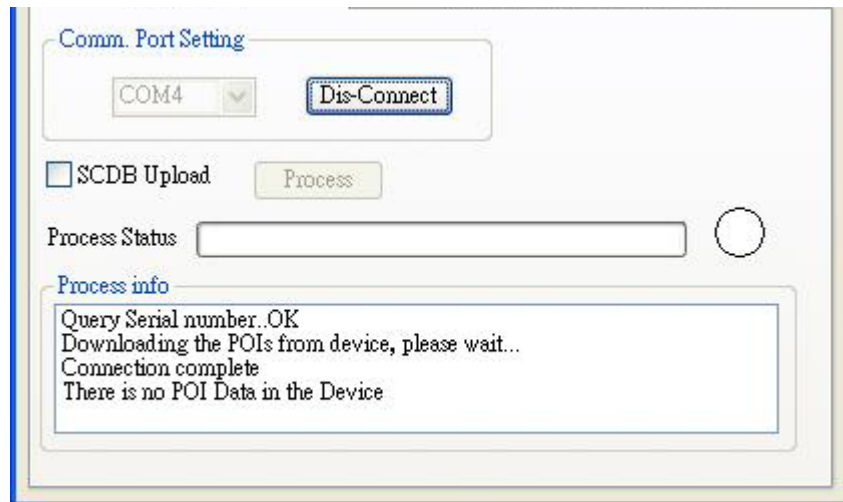 Comm. Port Setting
COM4
Dis-Connect
SCDB Upload
Process
Process Status
Process info
Query Serial number..OK
Downloading the POIs from device, please wait...
Connection complete
There is no POI Data in the Device